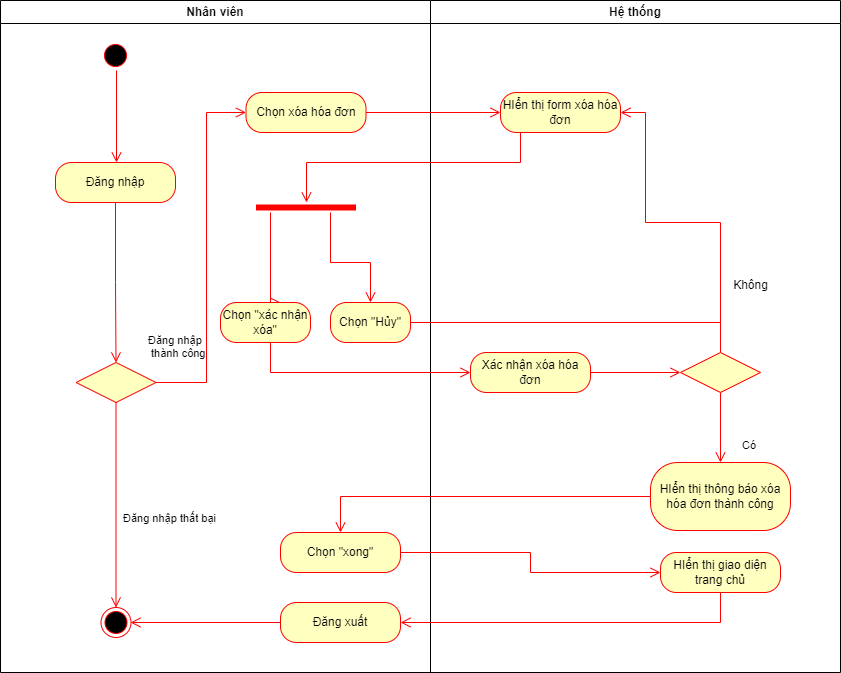 Nhân viên
Hệ thống
Chọn xóa hóa đơn
HIển thị form xóa hóa
đơn
Đăng nhập
Không
Chọn "xác nhận
xóa"
Chọn "Hủy"
Đăng nhập
thành công
Xác nhận xóa hóa
đơn
Có
HIển thị thông báo xóa
hóa đơn thành công
Đăng nhập thất bại
Chọn "xong"
HIển thị giao diện
trang chủ
Đăng xuất